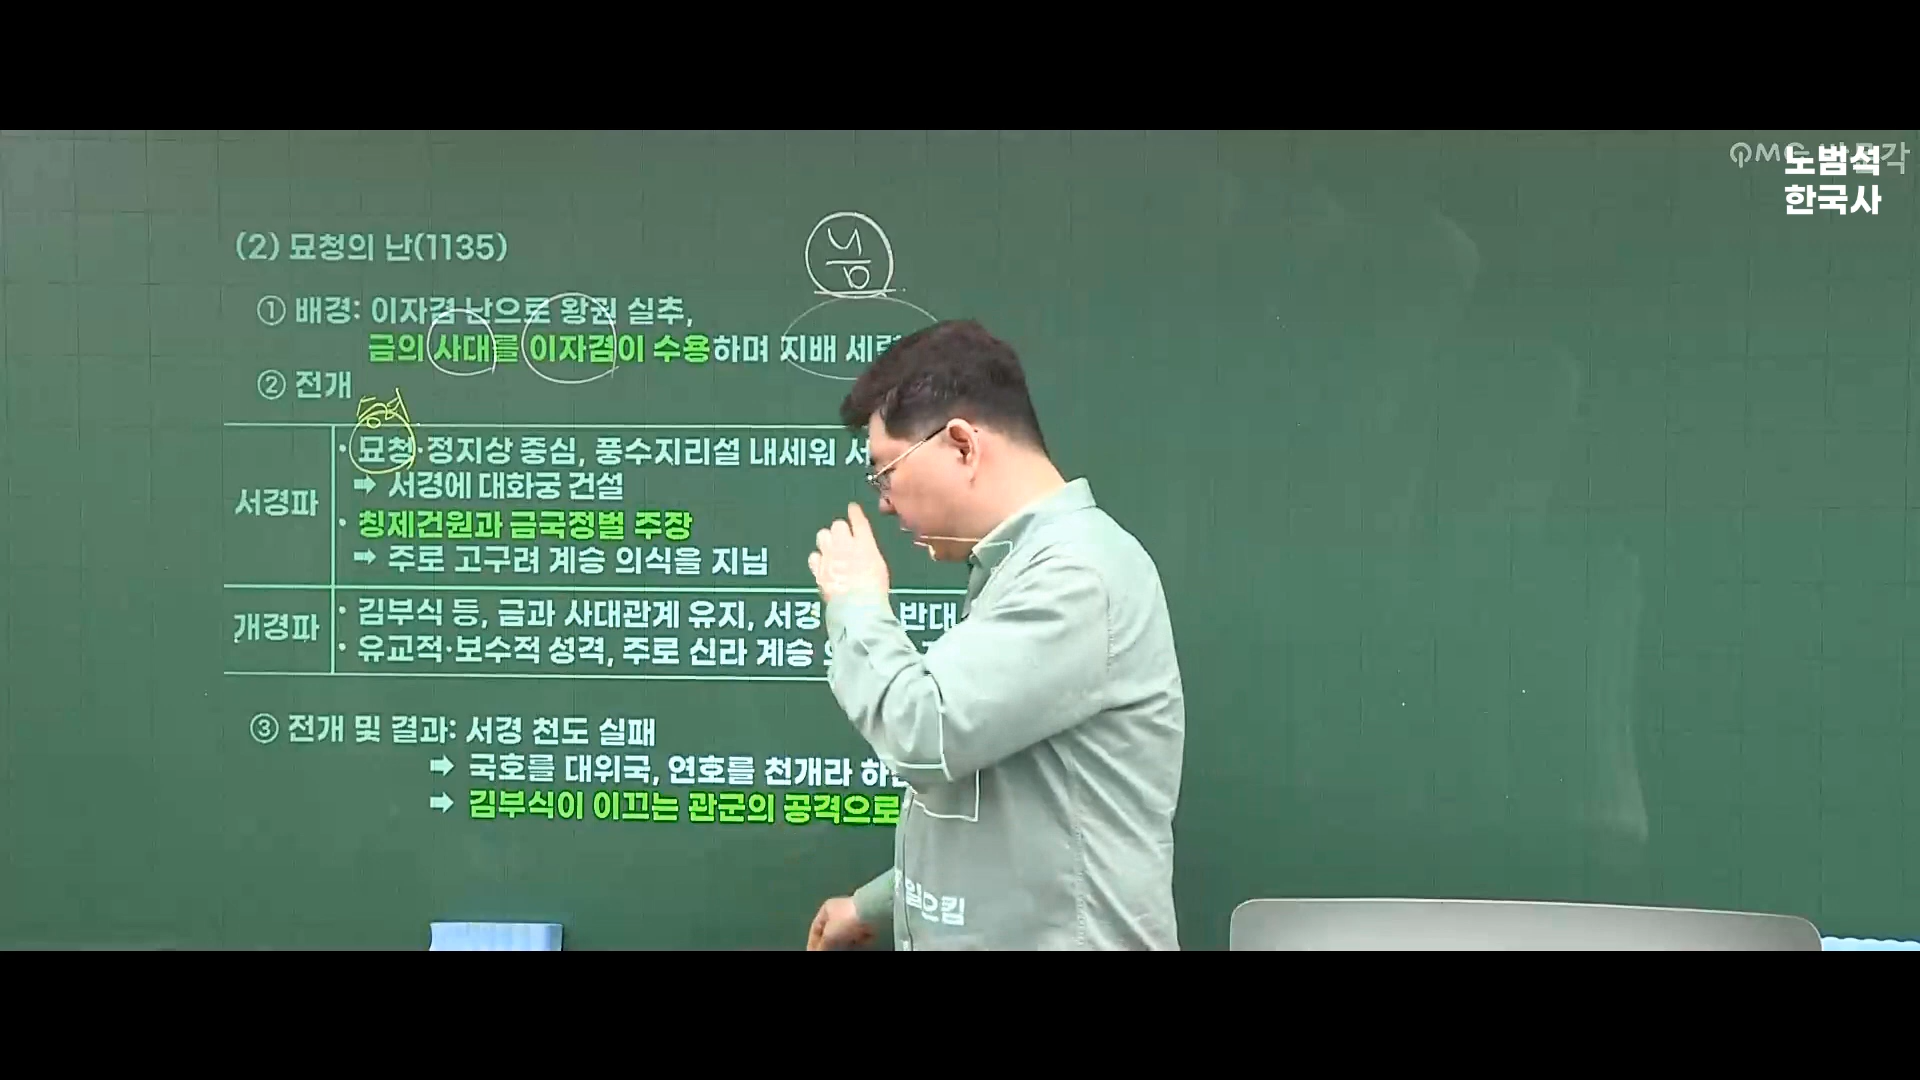 노범석
한국사
(2) 묘청의 난(1135)
① 배경: 이자겸 난으로 왕권 실추,
금의 사대를 이자겸이 수용하며 지배 세력
② 전개
서경파
· 묘청·정지상 중심, 풍수지리설 내세워 서
➡ 서경에 대화궁 건설
· 칭제건원과 금국정벌 주장
➡ 주로 고구려 계승 의식을 지님
개경파
· 김부식 등, 금과 사대관계 유지, 서경 반대
· 유교적·보수적 성격, 주로 신라 계승
③ 전개 및 결과: 서경 천도 실패
➡ 국호를 대위국, 연호를 천개라 하
➡ 김부식이 이끄는 관군의 공격으로